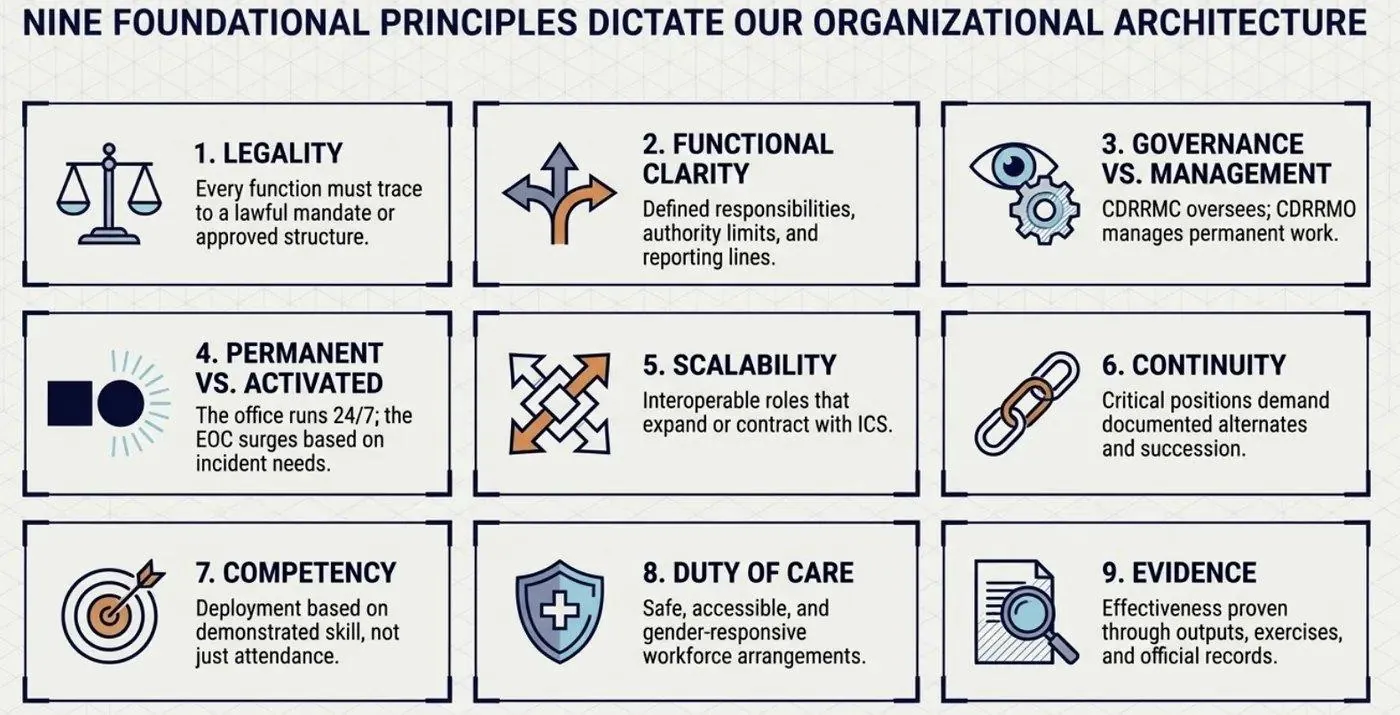 NINE FOUNDATIONAL PRINCIPLES DICTATE OUR ORGANIZATIONAL ARCHITECTURE
1. LEGALITY
Every function must trace
to a lawful mandate or
approved structure.
2. FUNCTIONAL
CLARITY
Defined responsibilities,
authority limits, and
reporting lines.
3. GOVERNANCE
VS. MANAGEMENT
CDRRMC oversees; CDRRMO
manages permanent work.
4. PERMANENT
VS. ACTIVATED
The office runs 24/7; the
EOC surges based on
incident needs.
5. SCALABILITY
Interoperable roles that
expand or contract with ICS.
6. CONTINUITY
Critical positions demand
documented alternates
and succession.
7. COMPETENCY
Deployment based on
demonstrated skill, not
just attendance.
8. DUTY OF CARE
Safe, accessible, and
gender-responsive
workforce arrangements.
9. EVIDENCE
Effectiveness proven
through outputs, exercises,
and official records.